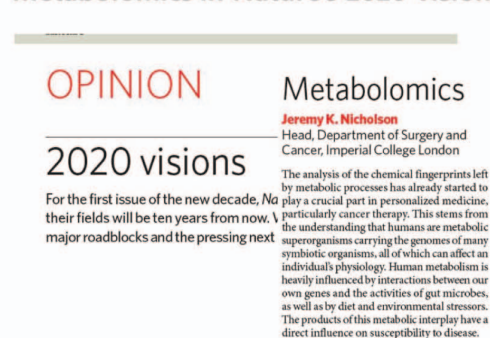 OPINION
2020 visions
For the first issue of the new decade, Na
their fields will be ten years from now.
major roadblocks and the pressing next
Metabolomics
Jeremy K. Nicholson
Head, Department of Surgery and
Cancer, Imperial College London
The analysis of the chemical fingerprints left
by metabolic processes has already started to
play a crucial part in personalized medicine,
particularly cancer therapy. This stems from
the understanding that humans are metabolic
superorganisms carrying the genomes of many
symbiotic organisms, all of which can affect an
individual's physiology. Human metabolism is
heavily influenced by interactions between our
own genes and the activities of gut microbes,
as well as by diet and environmental stressors.
The products of this metabolic interplay have a
direct influence on susceptibility to disease.